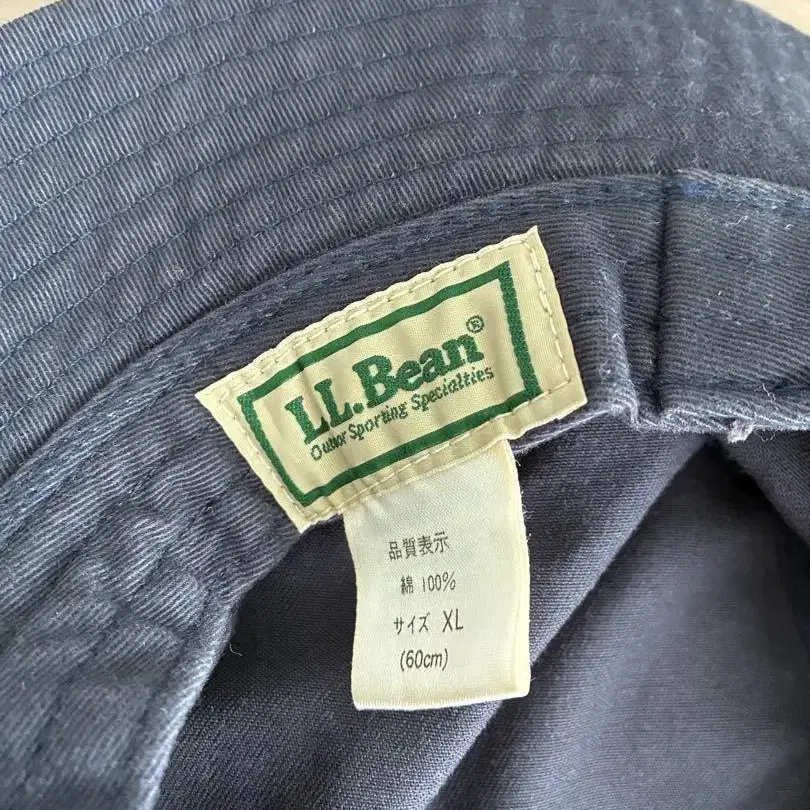 L.L.Bean®
Outdoor Sporting Specialties
品質表示
綿 100%
サイズ XL
(60cm)